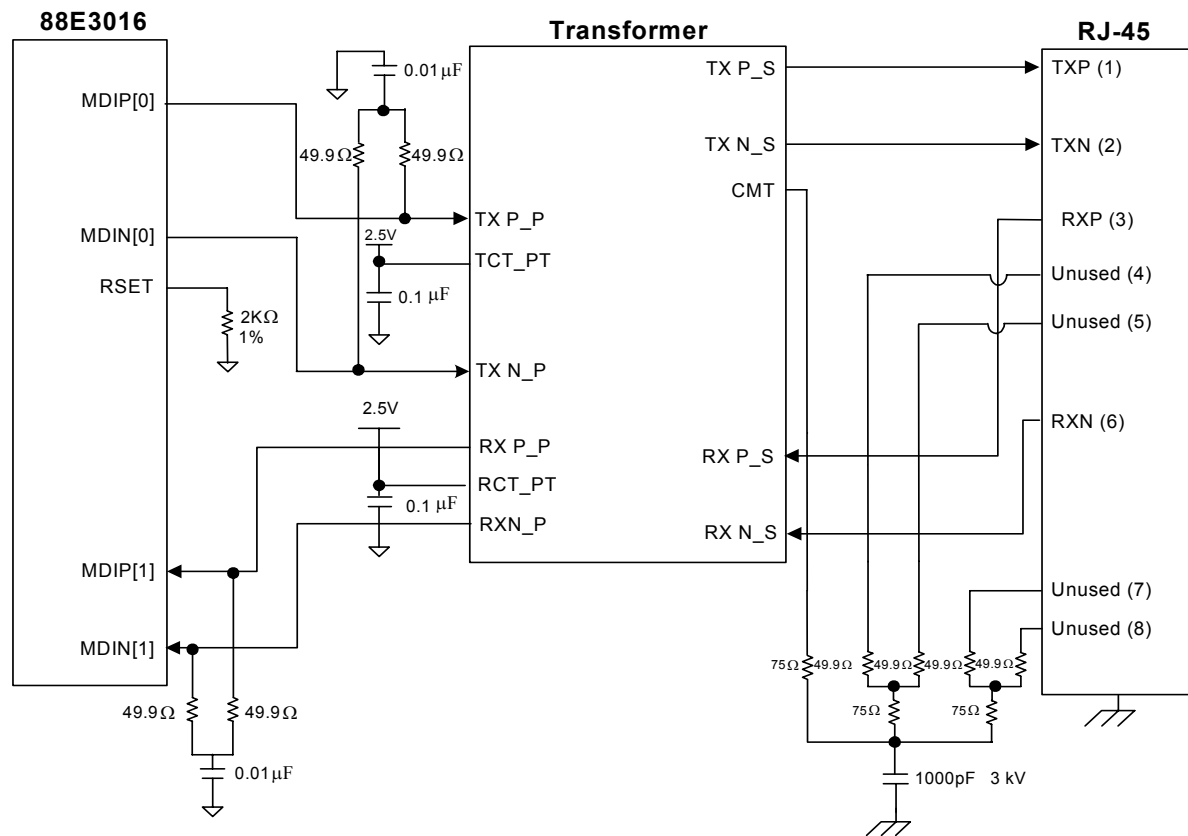 88E3016
Transformer
RJ-45
0.01μF
TX P_S
TXP (1)
MDIP[0]
49.9Ω
49.9Ω
TX N_S
TXN (2)
CMT
TX P_P
RXP (3)
MDIN[0]
2.5V
TCT_PT
Unused (4)
RSET
0.1 μF
2KΩ
1%
Unused (5)
TX N_P
2.5V
RXN (6)
RX P_P
RX P_S
RCT_PT
0.1 μF
RXN_P
RX N_S
MDIP[1]
Unused (7)
MDIN[1]
Unused (8)
75Ω
49.9Ω
49.9Ω
49.9Ω
49.9Ω
49.9Ω
49.9Ω
75Ω
75Ω
0.01μF
1000pF 3 kV